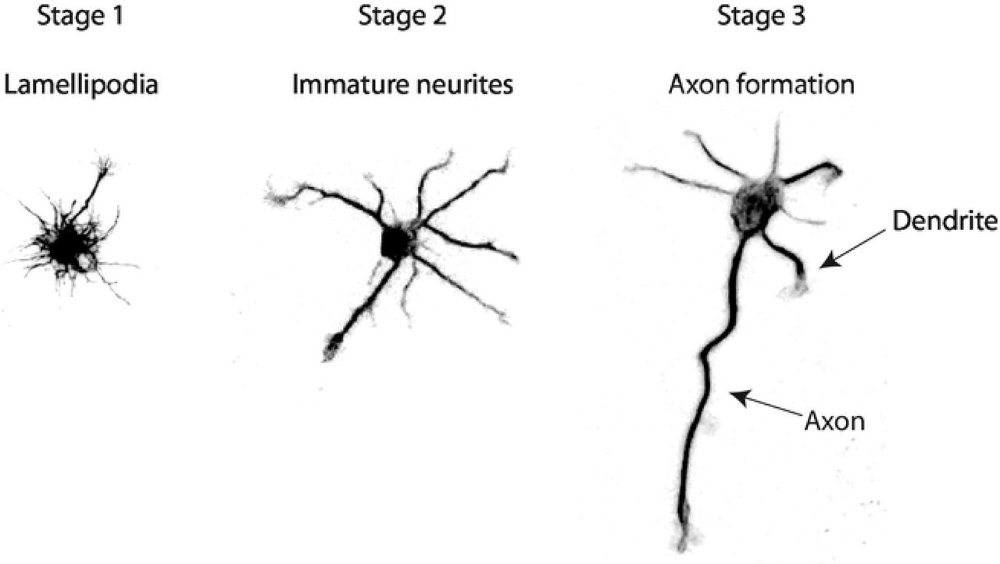 Stage 1
Stage 2
Stage 3
Lamellipodia
Immature neurites
Axon formation
Dendrite
Axon